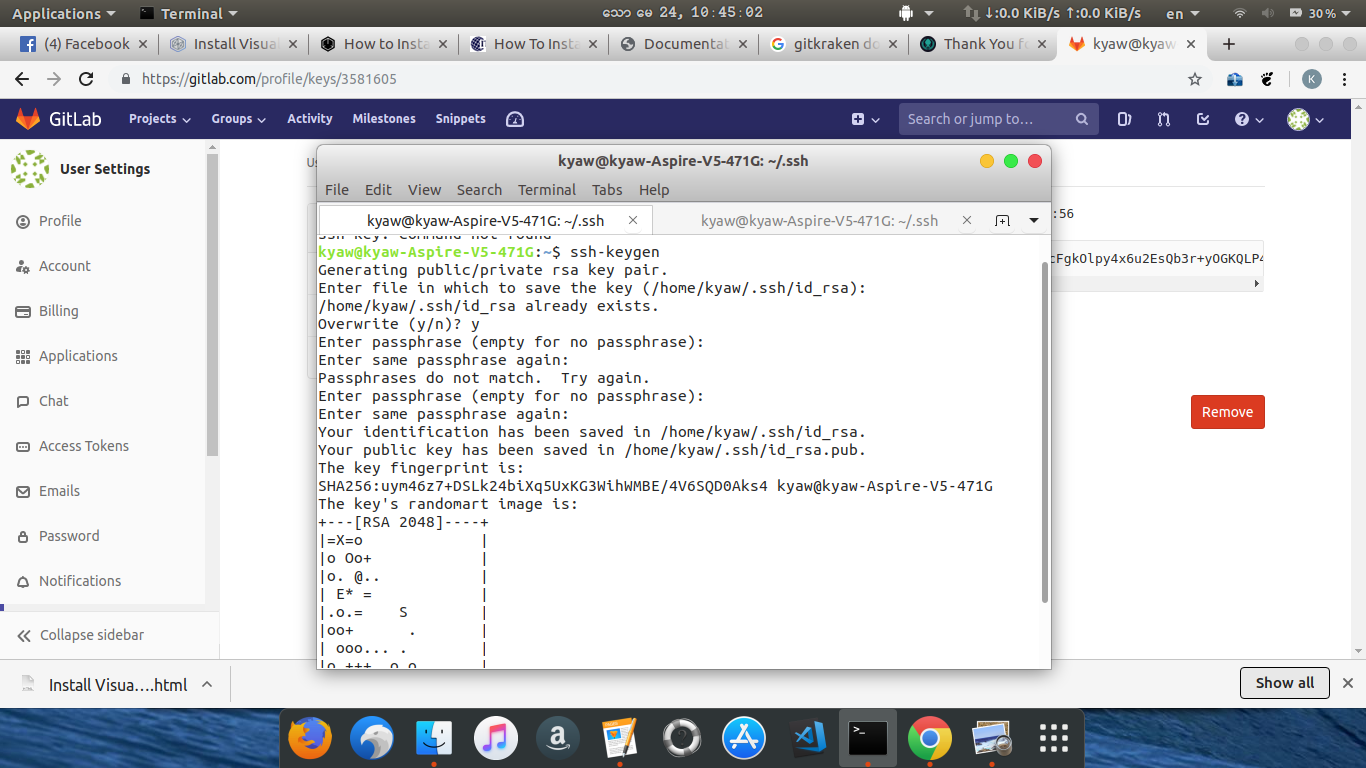 Applications
Terminal
သော မေ 24, 10:45:02
↓:0.0 KiB/s ↑:0.0 KiB/s
en
30 %
(4) Facebook
Install Visua
How to Insta
How To Insta
Documentat
gitkraken do
Thank You fo
kyaw@kyaw
https://gitlab.com/profile/keys/3581605
K
GitLab
Projects
Groups
Activity
Milestones
Snippets
Search or jump to…
User Settings
Profile
Account
Billing
Applications
Chat
Access Tokens
Emails
Password
Notifications
Collapse sidebar
Us
:56
cFgkOlpy4x6u2EsQb3r+yOGKQLP4
Remove
kyaw@kyaw-Aspire-V5-471G: ~/.ssh
File Edit View Search Terminal Tabs Help
kyaw@kyaw-Aspire-V5-471G: ~/.ssh
kyaw@kyaw-Aspire-V5-471G: ~/.ssh
ssh-key: command not found
kyaw@kyaw-Aspire-V5-471G:~$ ssh-keygen
Generating public/private rsa key pair.
Enter file in which to save the key (/home/kyaw/.ssh/id_rsa):
/home/kyaw/.ssh/id_rsa already exists.
Overwrite (y/n)? y
Enter passphrase (empty for no passphrase):
Enter same passphrase again:
Passphrases do not match.  Try again.
Enter passphrase (empty for no passphrase):
Enter same passphrase again:
Your identification has been saved in /home/kyaw/.ssh/id_rsa.
Your public key has been saved in /home/kyaw/.ssh/id_rsa.pub.
The key fingerprint is:
SHA256:uym46z7+DSLk24biXq5UxKG3WihWMBE/4V6SQD0Aks4 kyaw@kyaw-Aspire-V5-471G
The key's randomart image is:
+---[RSA 2048]----+
|=X=o             |
|o Oo+            |
|o. @..           |
| E* =            |
|.o.=    S        |
|oo+      .       |
| ooo... .        |
|o +++  o o       |
Install Visua….html
Show all